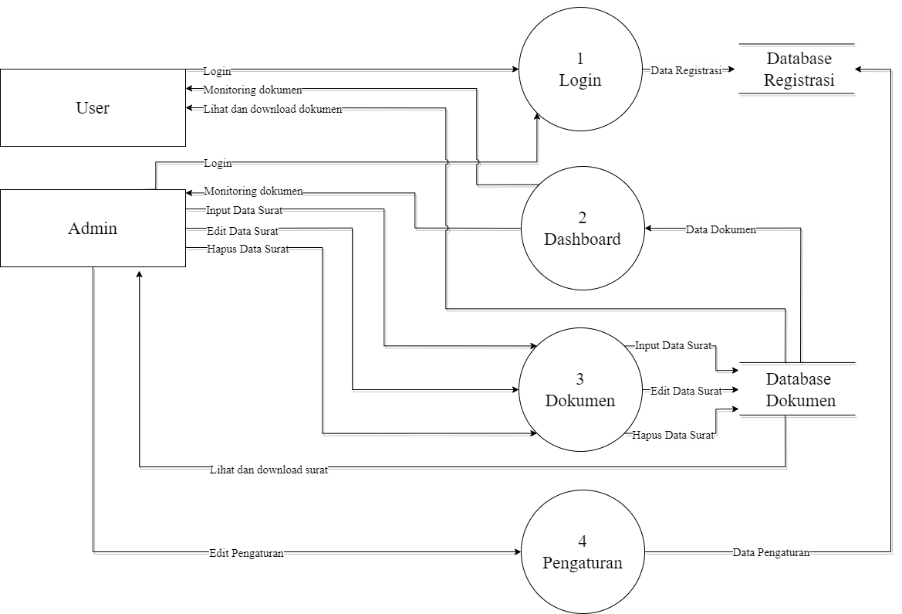 1
Login
Data Registrasi
Database
Registrasi
User
Login
Monitoring dokumen
Lihat dan download dokumen
Login
Admin
Monitoring dokumen
Input Data Surat
Edit Data Surat
Hapus Data Surat
2
Dashboard
Data Dokumen
3
Dokumen
Input Data Surat
Edit Data Surat
Hapus Data Surat
Database
Dokumen
Lihat dan download surat
4
Pengaturan
Edit Pengaturan
Data Pengaturan